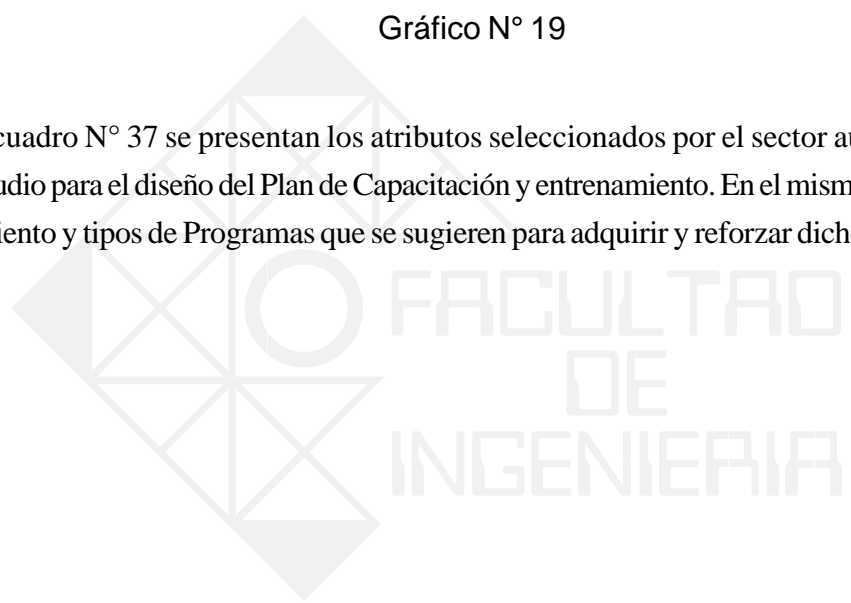 Gráfico N° 19
cuadro N° 37 se presentan los atributos seleccionados por el sector au
udio para el diseño del Plan de Capacitación y entrenamiento. En el mism
iento y tipos de Programas que se sugieren para adquirir y reforzar dich
FACULTAD
DE
INGENIERIA